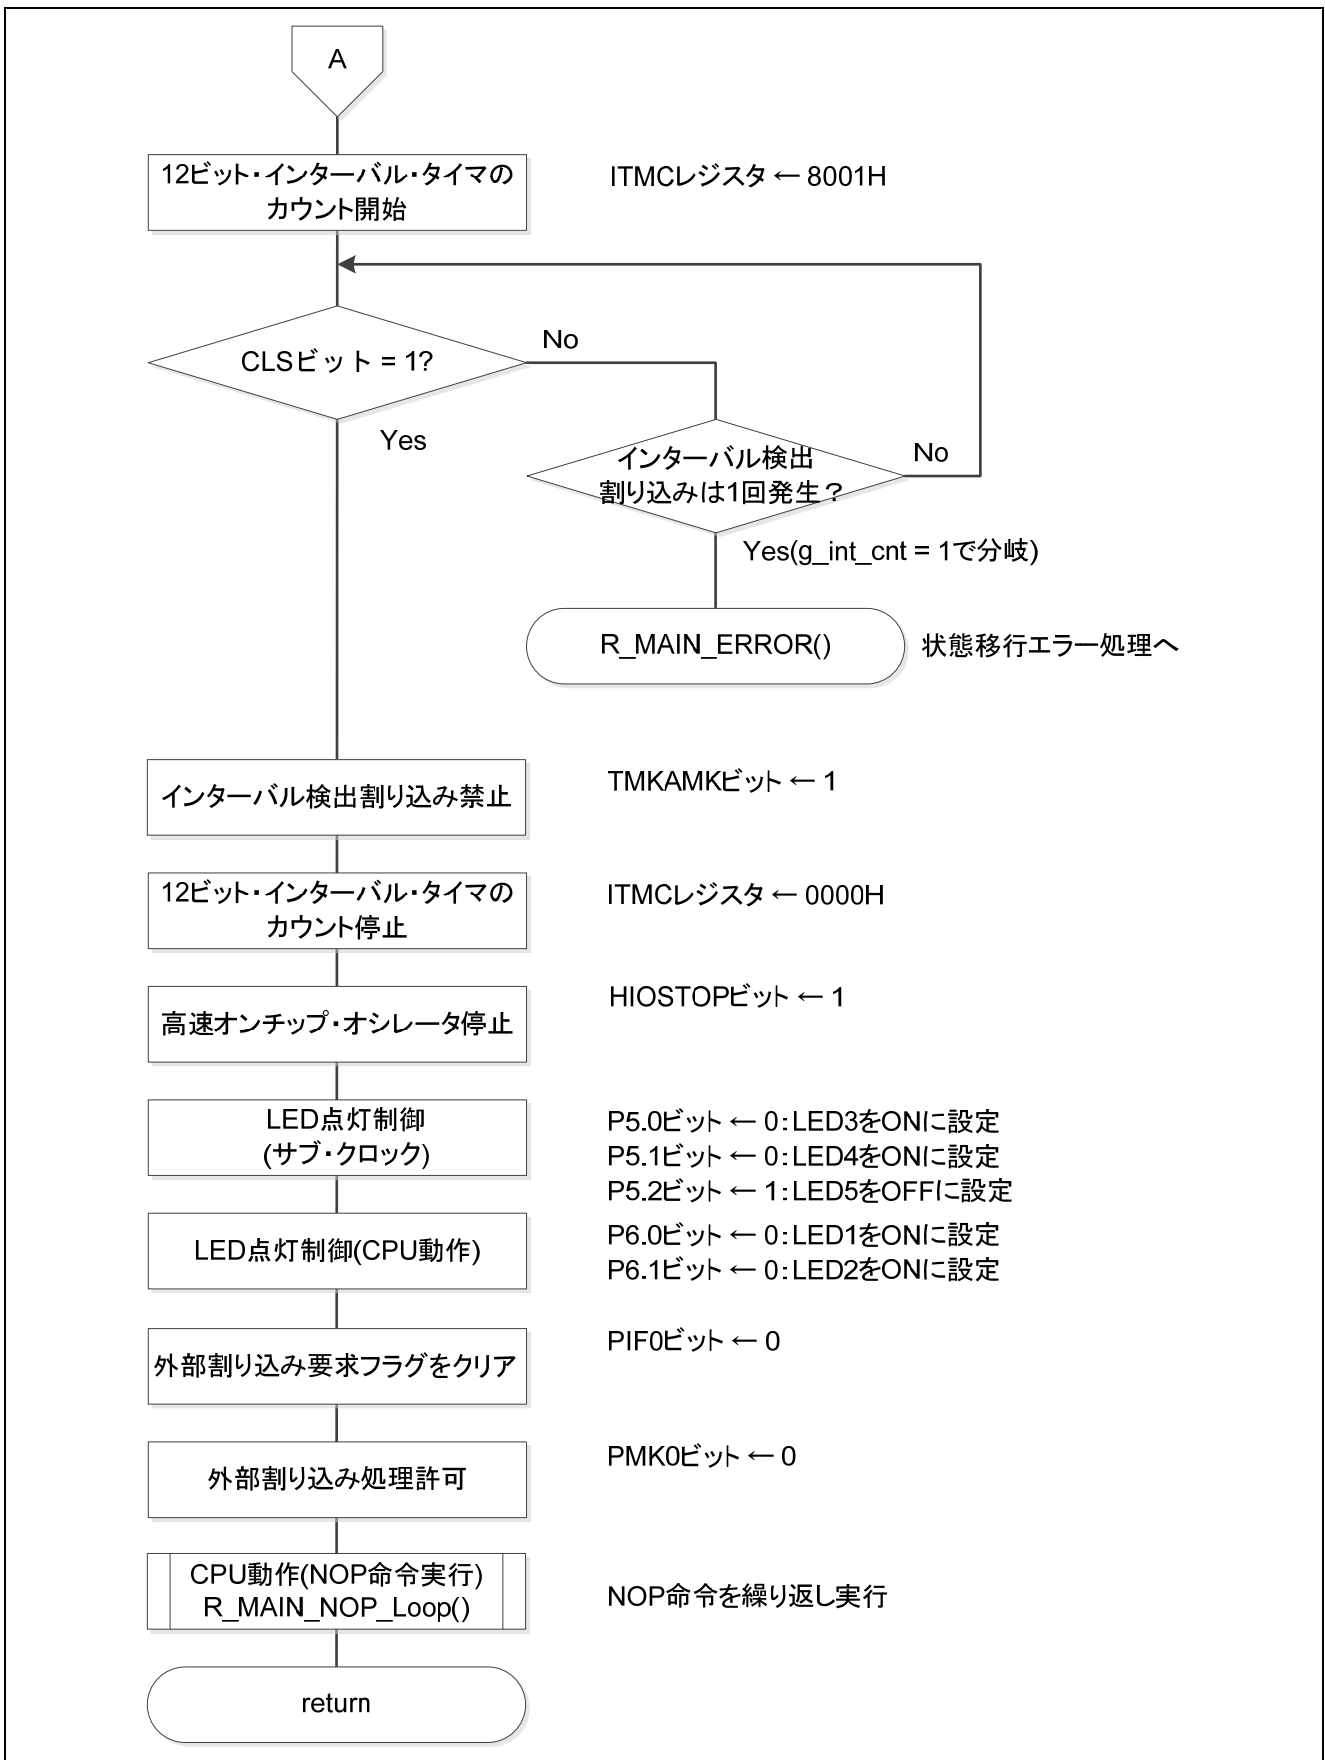 A
12ビット・インターバル・タイマの
カウント開始
ITMCレジスタ ← 8001H
CLSビット = 1?
No
Yes
インターバル検出
割り込みは1回発生？
No
Yes(g_int_cnt = 1で分岐)
R_MAIN_ERROR()
状態移行エラー処理へ
インターバル検出割り込み禁止
TMKAMKビット ← 1
12ビット・インターバル・タイマの
カウント停止
ITMCレジスタ ← 0000H
高速オンチップ・オシレータ停止
HIOSTOPビット ← 1
LED点灯制御
(サブ・クロック)
P5.0ビット ← 0：LED3をONに設定
P5.1ビット ← 0：LED4をONに設定
P5.2ビット ← 1：LED5をOFFに設定
LED点灯制御(CPU動作)
P6.0ビット ← 0：LED1をONに設定
P6.1ビット ← 0：LED2をONに設定
外部割り込み要求フラグをクリア
PIF0ビット ← 0
外部割り込み処理許可
PMK0ビット ← 0
CPU動作(NOP命令実行)
R_MAIN_NOP_Loop()
NOP命令を繰り返し実行
return